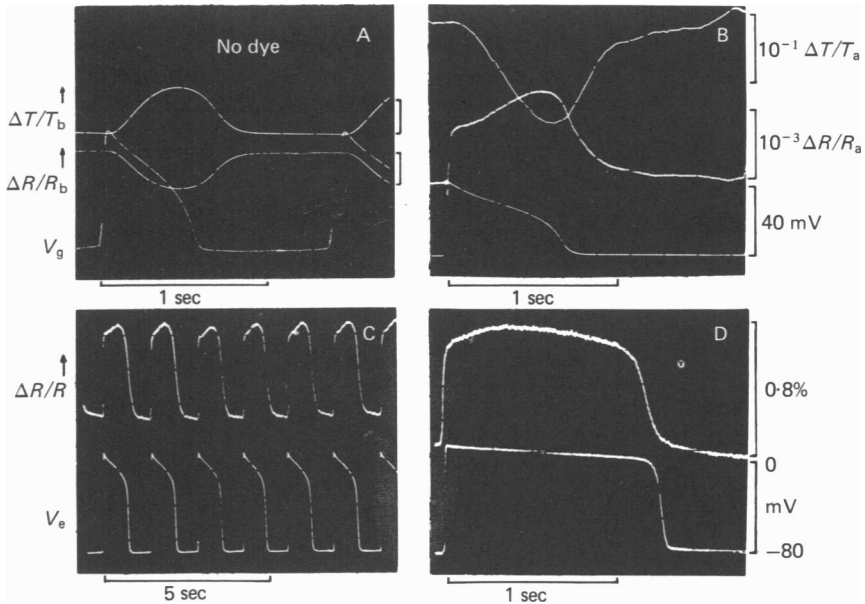 No dye
A
ΔT/T_b
ΔR/R_b
V_g
1 sec
B
10⁻¹ ΔT/T_a
10⁻³ ΔR/R_a
40 mV
1 sec
C
ΔR/R
V_e
5 sec
D
0·8%
0
mV
−80
1 sec